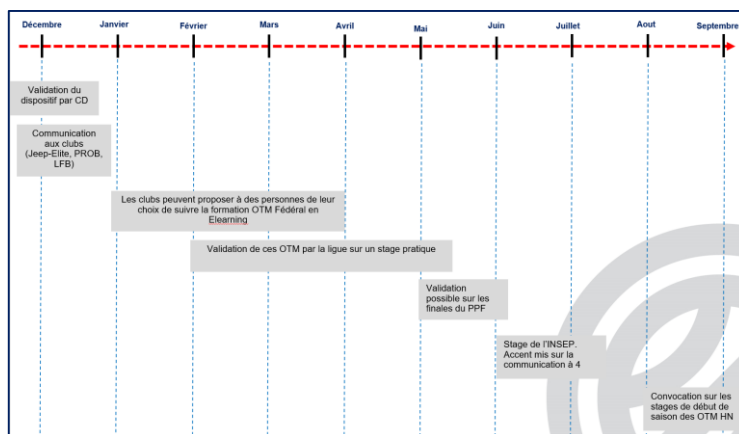 Décembre Janvier Février Mars Avril Mai Juin Juillet Aout Septembre
Validation du
dispositif par CD
Communication
aux clubs
(Jeep-Elite, PROB,
LFB)
Les clubs peuvent proposer à des personnes de leur
choix de suivre la formation OTM Fédéral en
Elearning
Validation de ces OTM par la ligue sur un stage pratique
Validation
possible sur les
finales du PPF
Stage de l'INSEP.
Accent mis sur la
communication à 4
Convocation sur les
stages de début de
saison des OTM HN